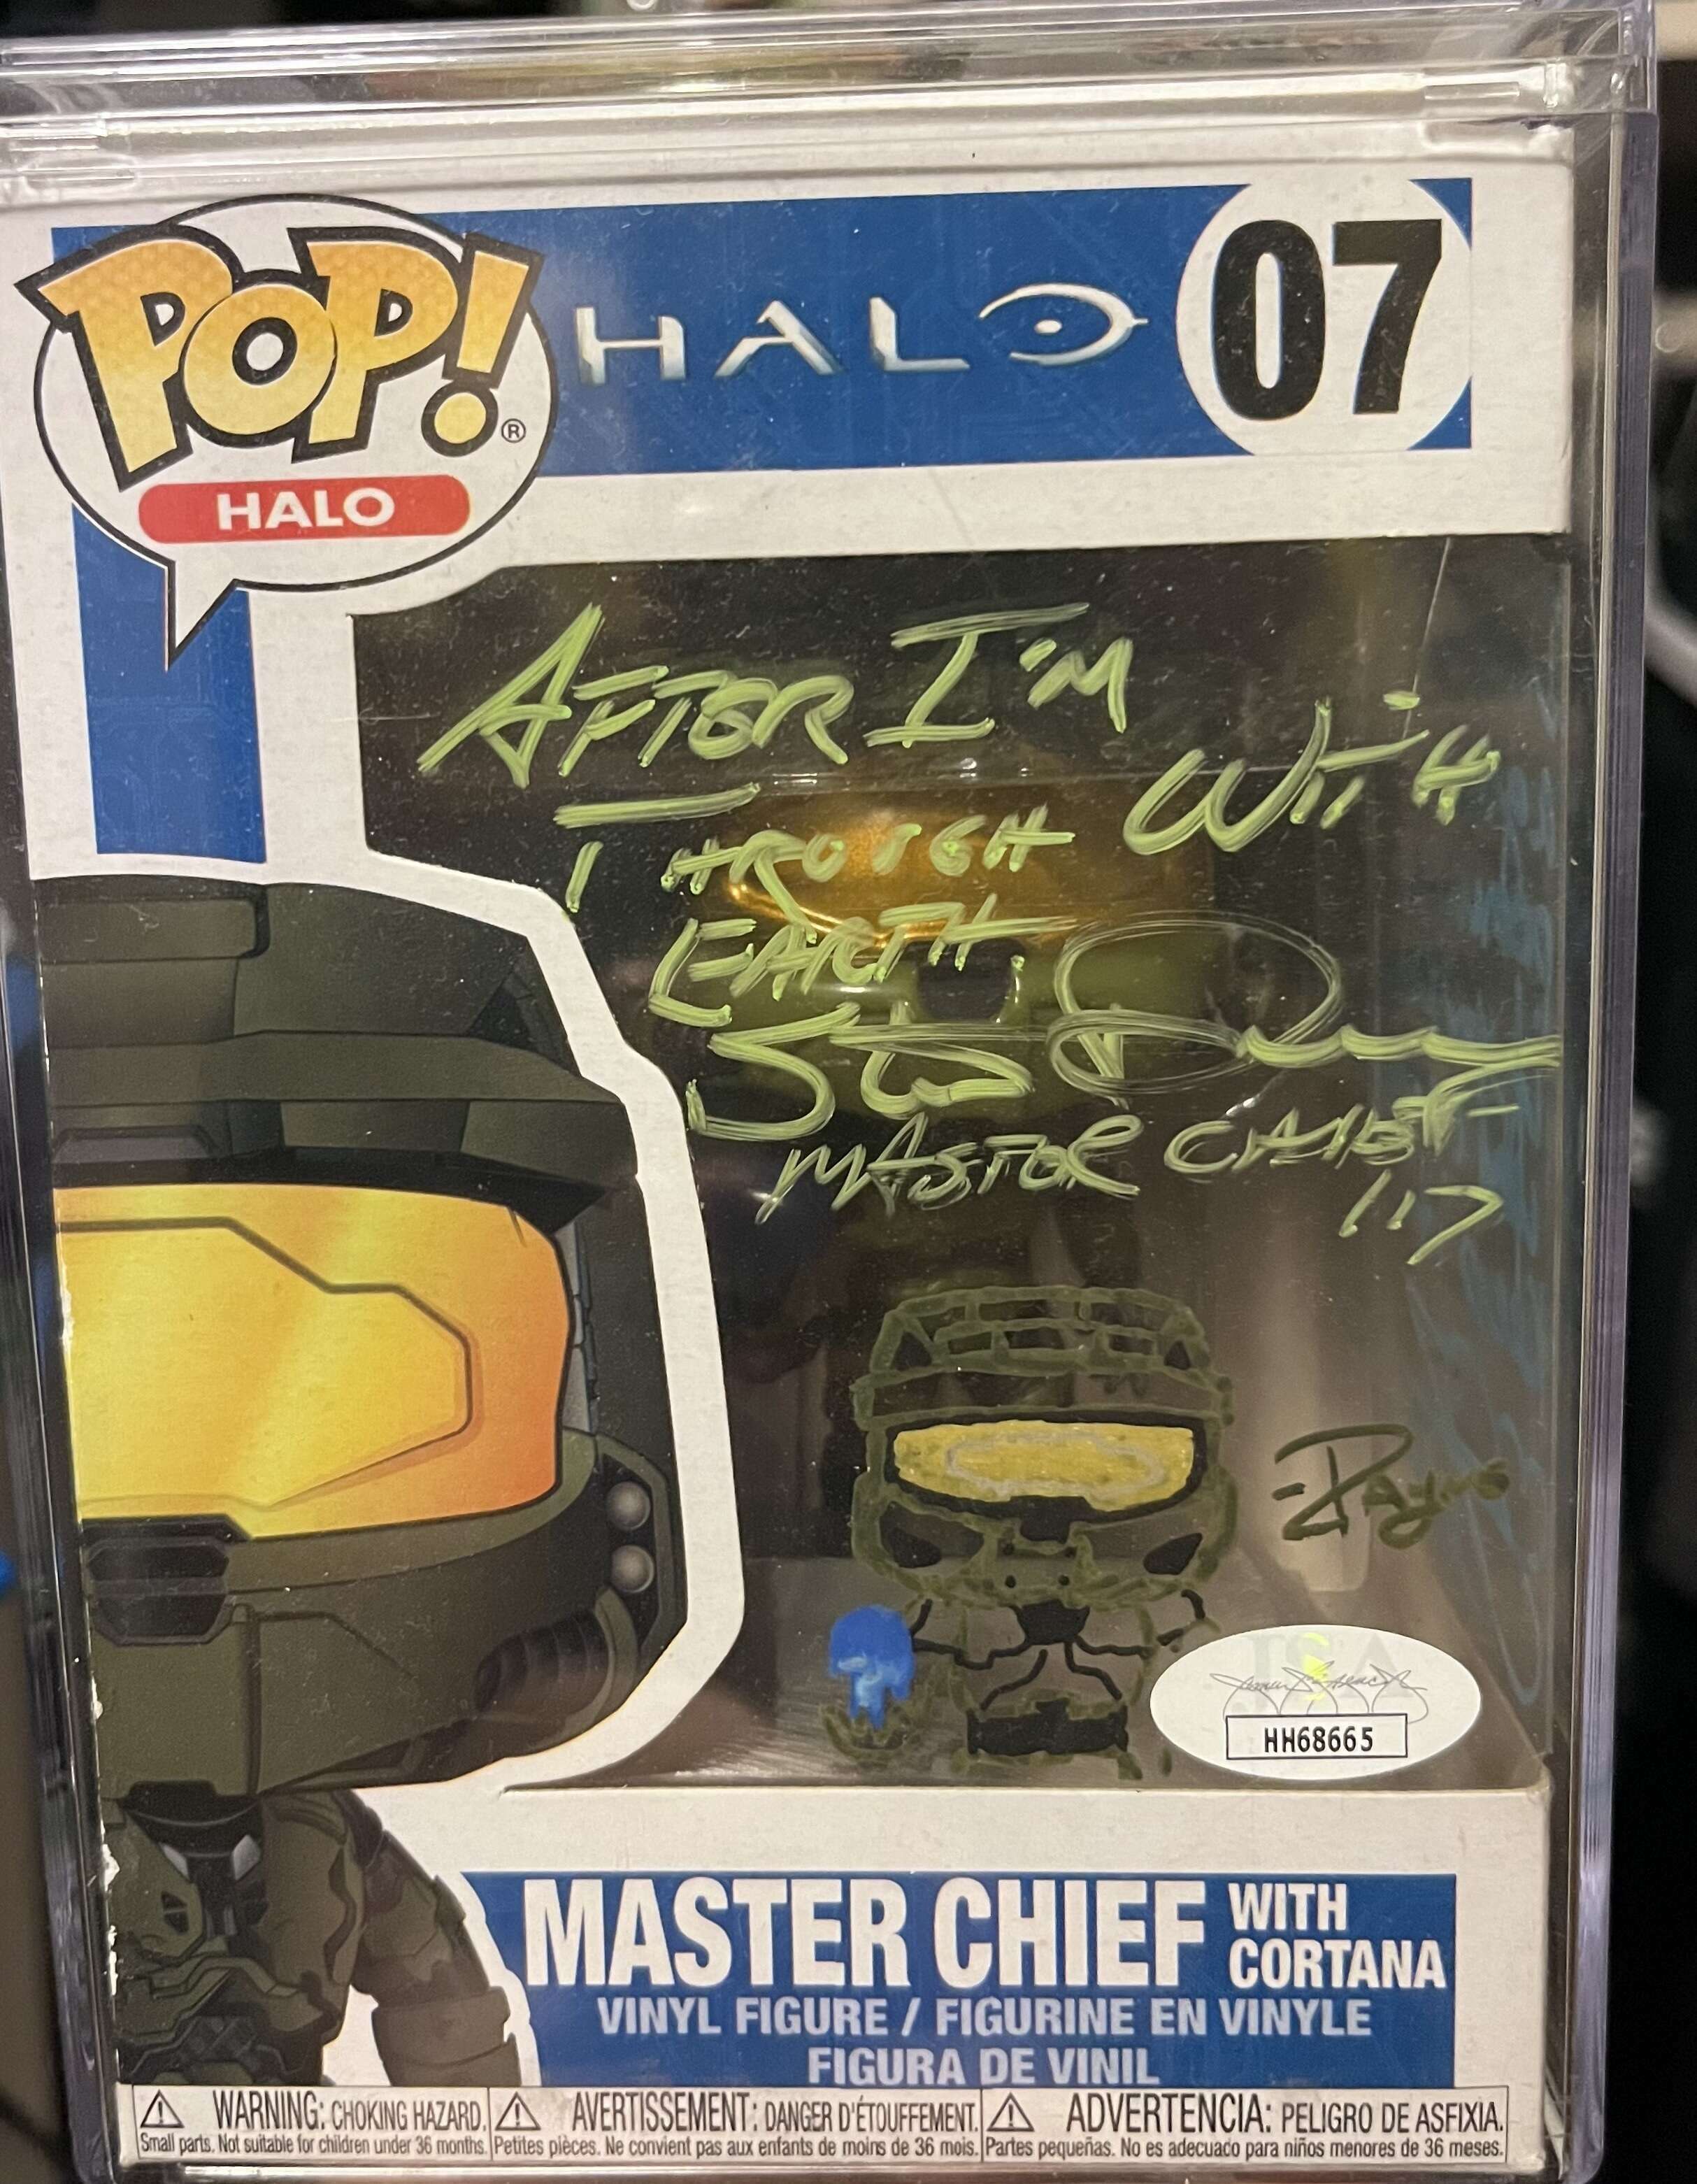 POP!®
HALO
HALO
07
AFTER I'M
THROUGH WITH
EARTH.
MASTER CHIEF
117
-Payne
HH68665
MASTER CHIEF WITH CORTANA
VINYL FIGURE / FIGURINE EN VINYLE
FIGURA DE VINIL
⚠ WARNING: CHOKING HAZARD.
Small parts. Not suitable for children under 36 months.
⚠ AVERTISSEMENT: DANGER D'ÉTOUFFEMENT.
Petites pièces. Ne convient pas aux enfants de moins de 36 mois.
⚠ ADVERTENCIA: PELIGRO DE ASFIXIA.
Partes pequeñas. No es adecuado para niños menores de 36 meses.